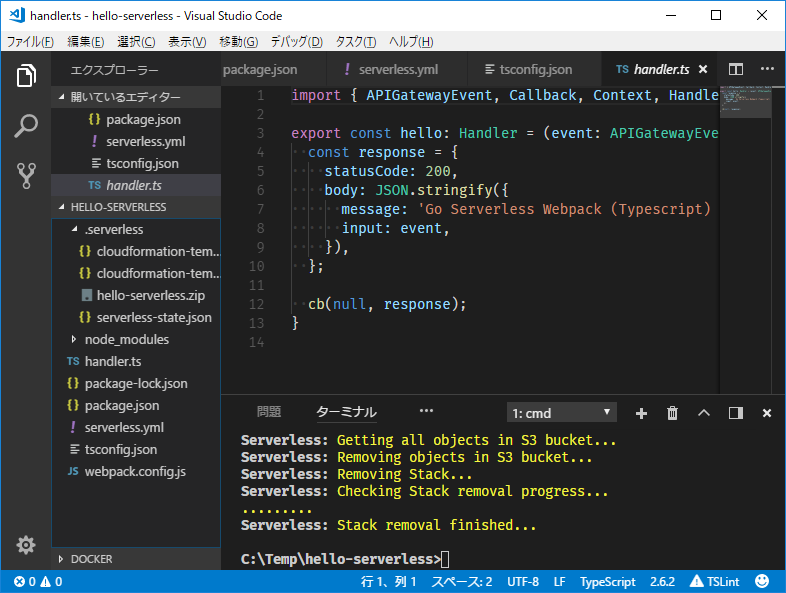 handler.ts - hello-serverless - Visual Studio Code
ファイル(F) 編集(E) 選択(C) 表示(V) 移動(G) デバッグ(D) タスク(T) ヘルプ(H)
エクスプローラー
package.json ! serverless.yml tsconfig.json TS handler.ts
開いているエディター
{} package.json
! serverless.yml
tsconfig.json
TS handler.ts
HELLO-SERVERLESS
.serverless
{} cloudformation-tem...
{} cloudformation-tem...
hello-serverless.zip
{} serverless-state.json
node_modules
TS handler.ts
{} package-lock.json
{} package.json
! serverless.yml
tsconfig.json
JS webpack.config.js
DOCKER
1 import { APIGatewayEvent, Callback, Context, Handle
2
3 export const hello: Handler = (event: APIGatewayEve
4 const response = {
5 statusCode: 200,
6 body: JSON.stringify({
7 message: 'Go Serverless Webpack (Typescript)
8 input: event,
9 }),
10 };
11
12 cb(null, response);
13 }
14
問題 ターミナル ... 1: cmd
Serverless: Getting all objects in S3 bucket...
Serverless: Removing objects in S3 bucket...
Serverless: Removing Stack...
Serverless: Checking Stack removal progress...
.........
Serverless: Stack removal finished...
C:\Temp\hello-serverless>
0 0 行 1、列 1 スペース: 2 UTF-8 LF TypeScript 2.6.2 TSLint